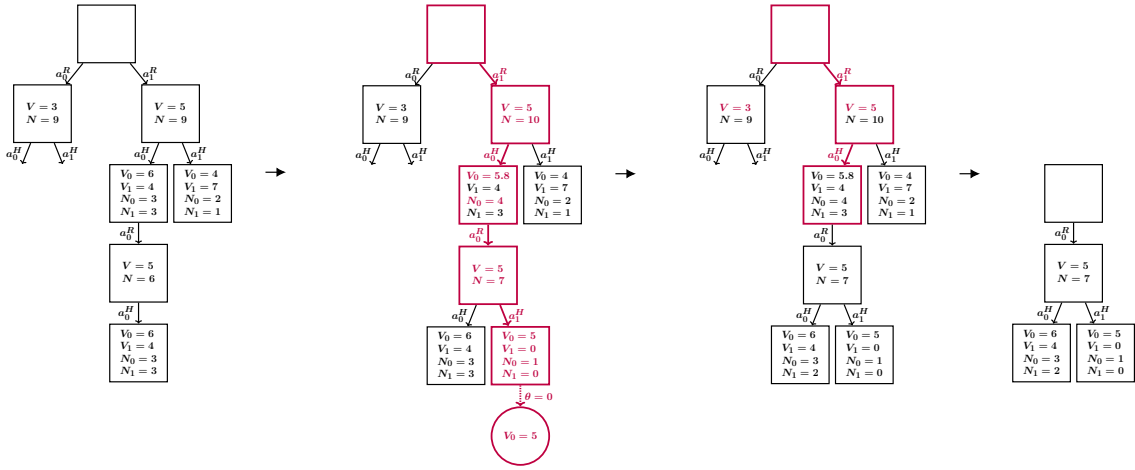 a_0^R a_1^R
V = 3
N = 9
V = 5
N = 9
a_0^H a_1^H a_0^H a_1^H
V_0 = 6
V_1 = 4
N_0 = 3
N_1 = 3
V_0 = 4
V_1 = 7
N_0 = 2
N_1 = 1
a_0^R
V = 5
N = 6
a_0^H
V_0 = 6
V_1 = 4
N_0 = 3
N_1 = 3
a_0^R a_1^R
V = 3
N = 9
V = 5
N = 10
a_0^H a_1^H a_0^H a_1^H
V_0 = 5.8
V_1 = 4
N_0 = 4
N_1 = 3
V_0 = 4
V_1 = 7
N_0 = 2
N_1 = 1
a_0^R
V = 5
N = 7
a_0^H a_1^H
V_0 = 6
V_1 = 4
N_0 = 3
N_1 = 3
V_0 = 5
V_1 = 0
N_0 = 1
N_1 = 0
θ = 0
V_0 = 5
a_0^R a_1^R
V = 3
N = 9
V = 5
N = 10
a_0^H a_1^H a_0^H a_1^H
V_0 = 5.8
V_1 = 4
N_0 = 4
N_1 = 3
V_0 = 4
V_1 = 7
N_0 = 2
N_1 = 1
a_0^R
V = 5
N = 7
a_0^H a_1^H
V_0 = 6
V_1 = 4
N_0 = 3
N_1 = 2
V_0 = 5
V_1 = 0
N_0 = 1
N_1 = 0
a_0^R
V = 5
N = 7
a_0^H a_1^H
V_0 = 6
V_1 = 4
N_0 = 3
N_1 = 2
V_0 = 5
V_1 = 0
N_0 = 1
N_1 = 0